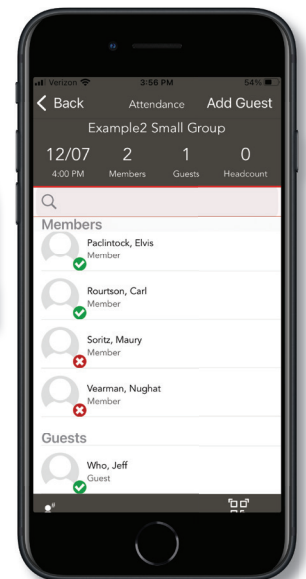 Verizon 3:56 PM 54%
Back Attendance Add Guest
Example2 Small Group
12/07 2 1 0
4:00 PM Members Guests Headcount
Members
Paclintock, Elvis
Member
Rourtson, Carl
Member
Soritz, Maury
Member
Vearman, Nughat
Member
Guests
Who, Jeff
Guest
#